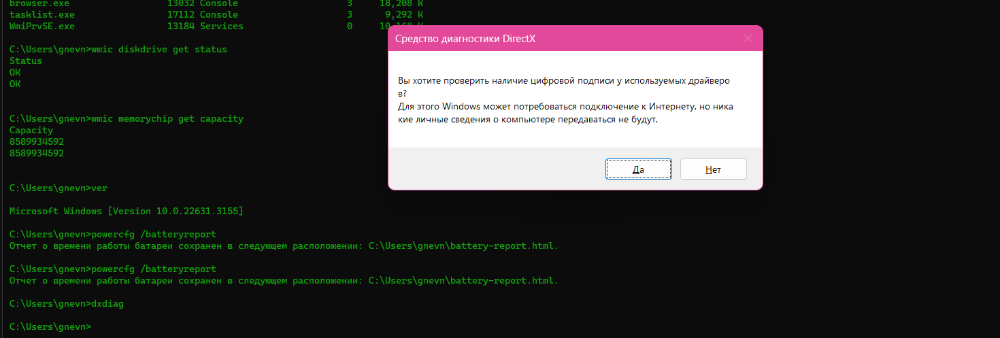 browser.exe 13032 Console 3 18,208 K
tasklist.exe 17112 Console 3 9,292 K
WmiPrvSE.exe 13184 Services 0 10,164 K
C:\Users\gnevn>wmic diskdrive get status
Status
OK
OK
C:\Users\gnevn>wmic memorychip get capacity
Capacity
8589934592
8589934592
C:\Users\gnevn>ver
Microsoft Windows [Version 10.0.22631.3155]
C:\Users\gnevn>powercfg /batteryreport
Отчет о времени работы батареи сохранен в следующем расположении: C:\Users\gnevn\battery-report.html.
C:\Users\gnevn>powercfg /batteryreport
Отчет о времени работы батареи сохранен в следующем расположении: C:\Users\gnevn\battery-report.html.
C:\Users\gnevn>dxdiag
C:\Users\gnevn>
Средство диагностики DirectX
Вы хотите проверить наличие цифровой подписи у используемых драйверо
в?
Для этого Windows может потребоваться подключение к Интернету, но ника
кие личные сведения о компьютере передаваться не будут.
Да
Нет